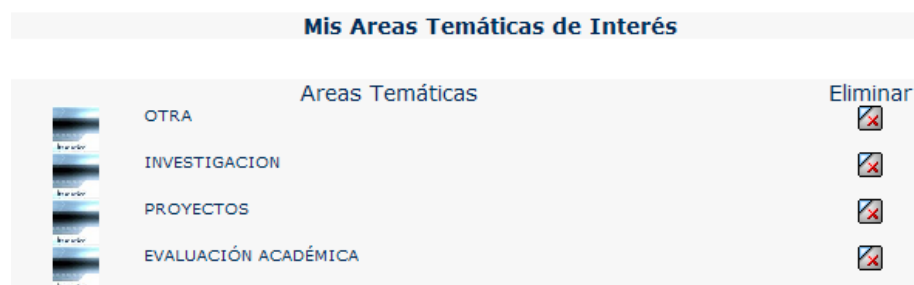 Mis Areas Temáticas de Interés
Areas Temáticas Eliminar
OTRA
INVESTIGACION
PROYECTOS
EVALUACIÓN ACADÉMICA